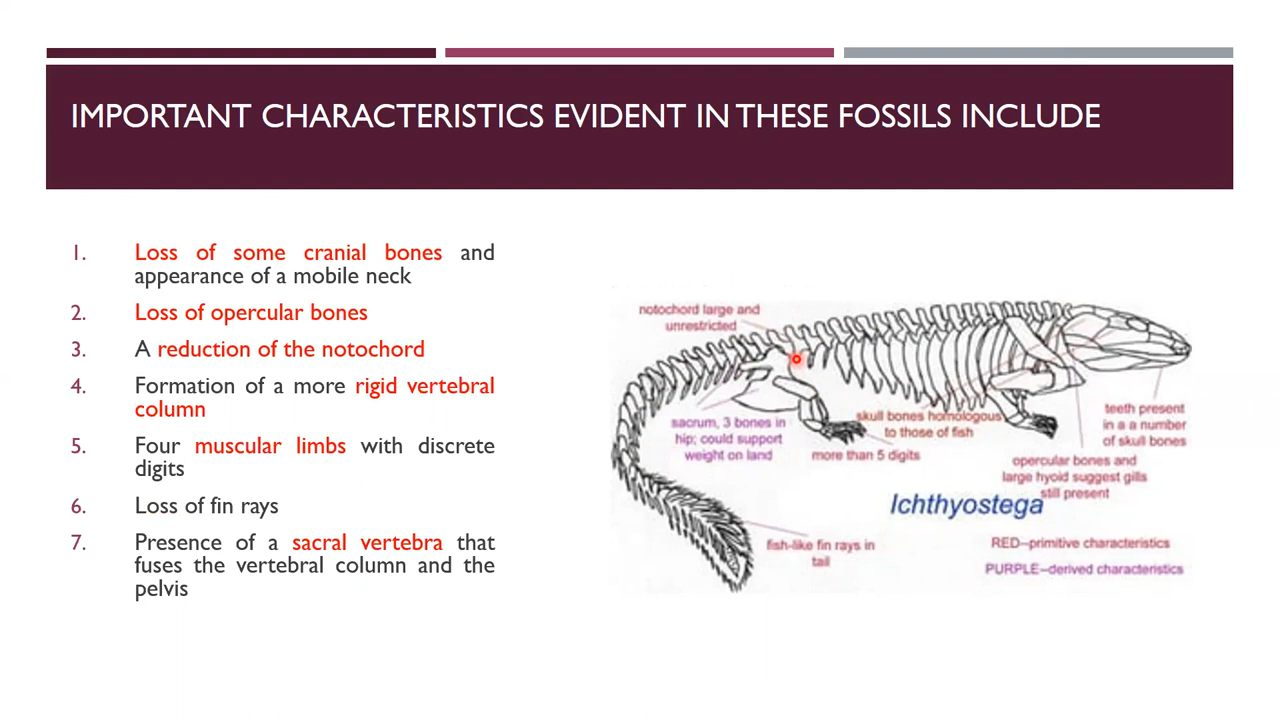 IMPORTANT CHARACTERISTICS EVIDENT IN THESE FOSSILS INCLUDE
1. Loss of some cranial bones and
appearance of a mobile neck
2. Loss of opercular bones
3. A reduction of the notochord
4. Formation of a more rigid vertebral
column
5. Four muscular limbs with discrete
digits
6. Loss of fin rays
7. Presence of a sacral vertebra that
fuses the vertebral column and the
pelvis
notochord large and
unrestricted
sacrum, 3 bones in
hip; could support
weight on land
skull bones homologous
to those of fish
more than 5 digits
teeth present
in a a number
of skull bones
opercular bones and
large hyoid suggest gills
still present
Ichthyostega
fish-like fin rays in
tail
RED--primitive characteristics
PURPLE--derived characteristics